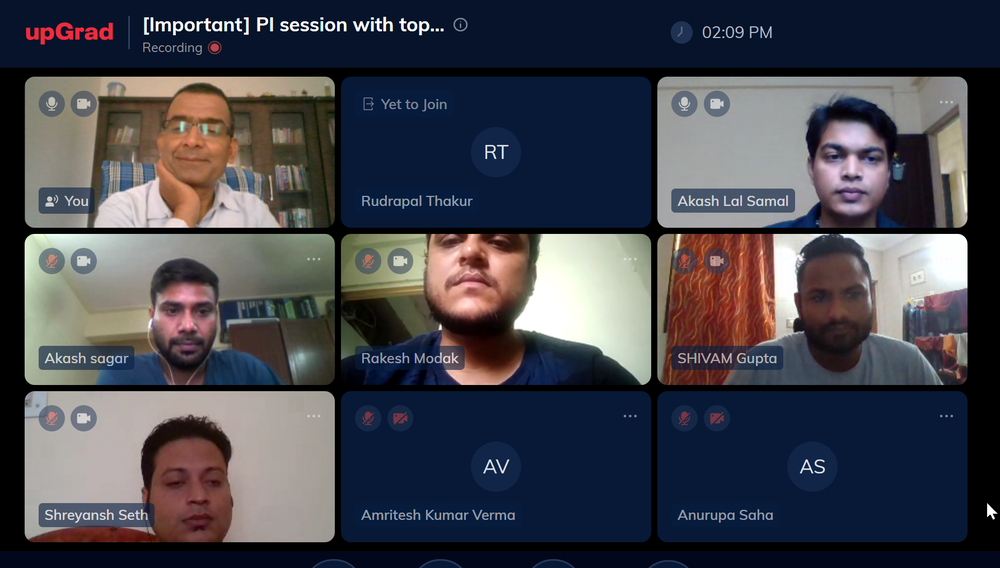 upGrad
[Important] PI session with top...
Recording
02:09 PM
You
Yet to Join
RT
Rudrapal Thakur
Akash Lal Samal
Akash sagar
Rakesh Modak
SHIVAM Gupta
Shreyansh Seth
AV
Amritesh Kumar Verma
AS
Anurupa Saha